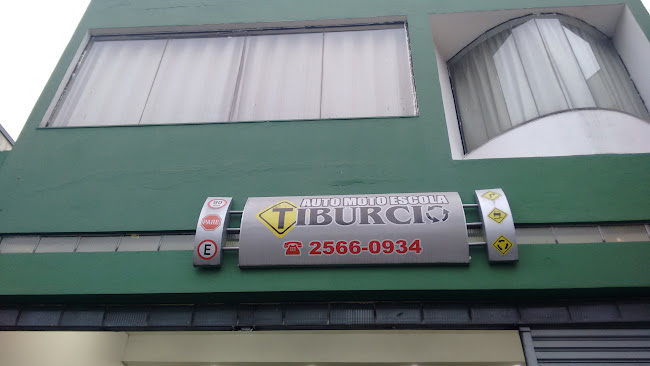 AUTO MOTO ESCOLA
TIBURCIO
☎ 2566-0934
PARE
E